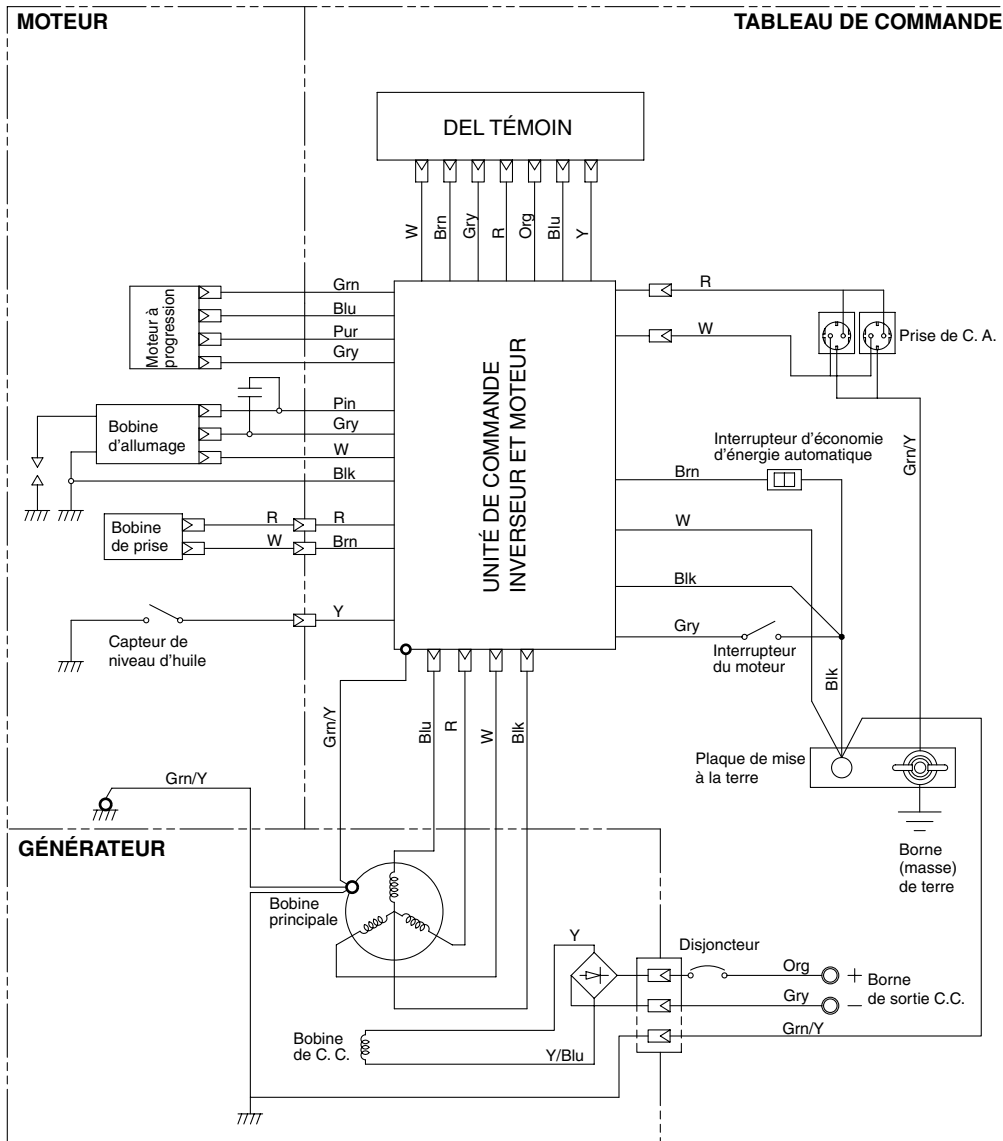 MOTEUR
TABLEAU DE COMMANDE
DEL TÉMOIN
W
Brn
Gry
R
Org
Blu
Y
Moteur à
progression
Grn
Blu
Pur
Gry
Bobine
d'allumage
Pin
Gry
W
Blk
Bobine
de prise
R
R
W
Brn
Capteur de
niveau d'huile
Y
UNITÉ DE COMMANDE
INVERSEUR ET MOTEUR
R
W
Prise de C. A.
Grn/Y
Interrupteur d'économie
d'énergie automatique
Brn
W
Blk
Gry
Interrupteur
du moteur
Blk
Grn/Y
Blu
R
W
Blk
Plaque de mise
à la terre
Borne
(masse)
de terre
Grn/Y
GÉNÉRATEUR
Bobine
principale
Y
Disjoncteur
Org
+
Gry
–
Borne
de sortie C.C.
Grn/Y
Bobine
de C. C.
Y/Blu